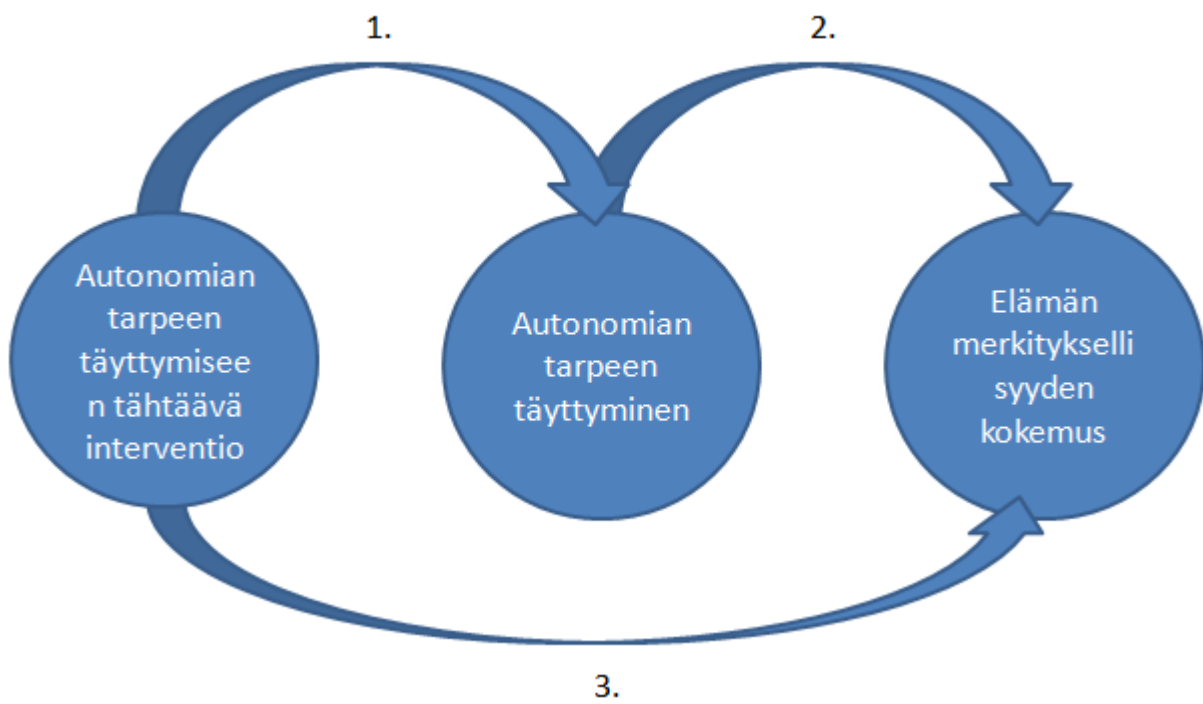 1.
2.
Autonomian
tarpeen
täyttymisee
n tähtäävä
interventio
Autonomian
tarpeen
täyttyminen
Elämän
merkitykselli
syyden
kokemus
3.